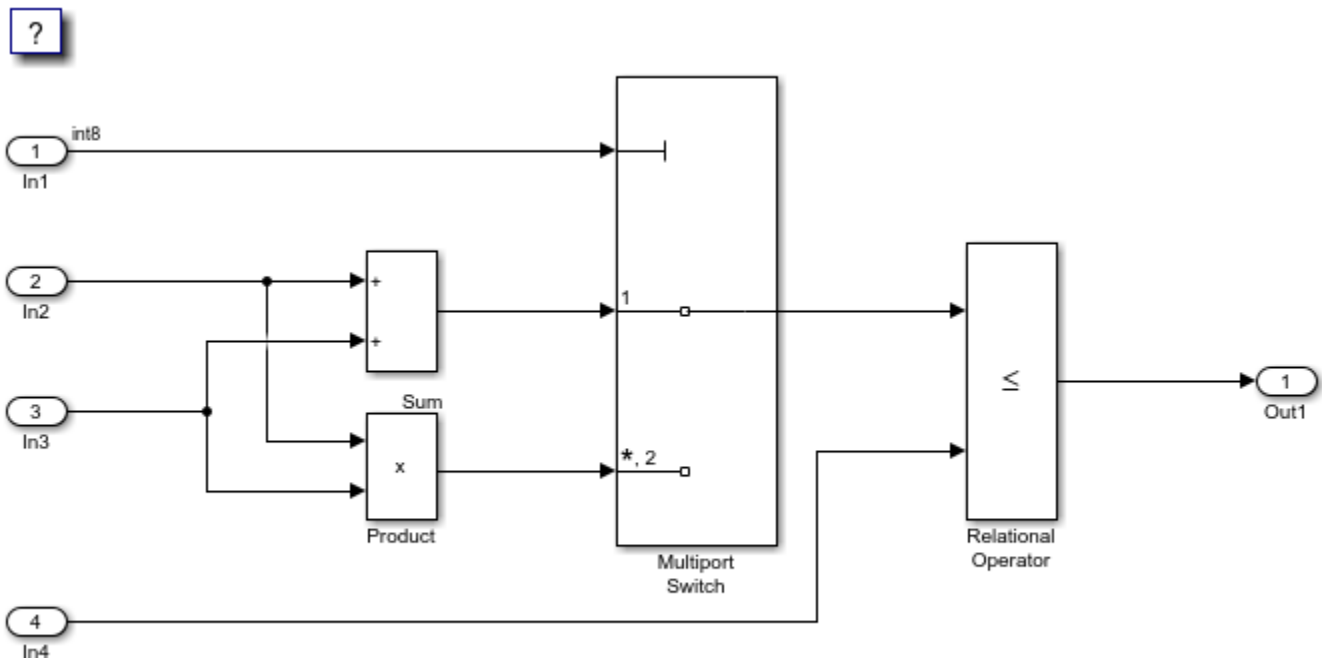 ?
int8
1
In1
2
In2
+
+
1
3
In3
Sum
x
Product
*, 2
≤
1
Out1
Multiport
Switch
Relational
Operator
4
In4